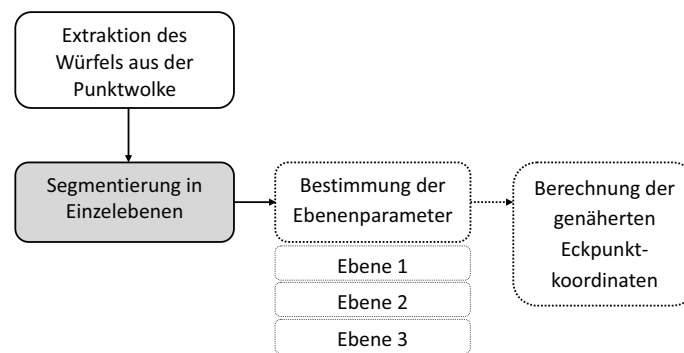 Extraktion des
Würfels aus der
Punktwolke
Segmentierung in
Einzelebenen
Bestimmung der
Ebenenparameter
Ebene 1
Ebene 2
Ebene 3
Berechnung der
genäherten
Eckpunkt-
koordinaten